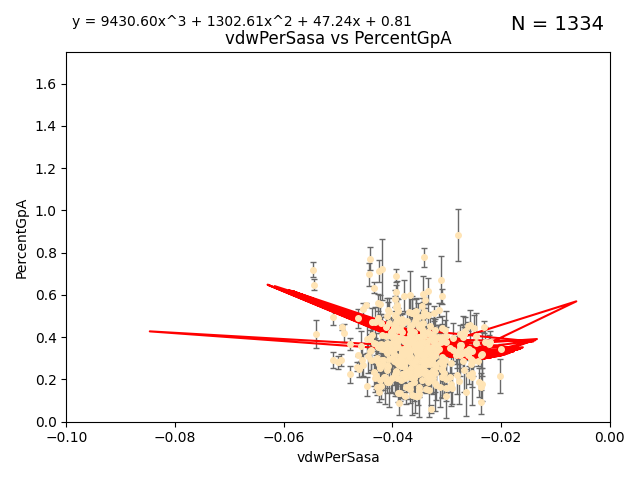 y = 9430.60x^3 + 1302.61x^2 + 47.24x + 0.81
N = 1334
vdwPerSasa vs PercentGpA
1.6
1.4
1.2
1.0
0.8
0.6
0.4
0.2
0.0
PercentGpA
−0.10 −0.08 −0.06 −0.04 −0.02 0.00
vdwPerSasa